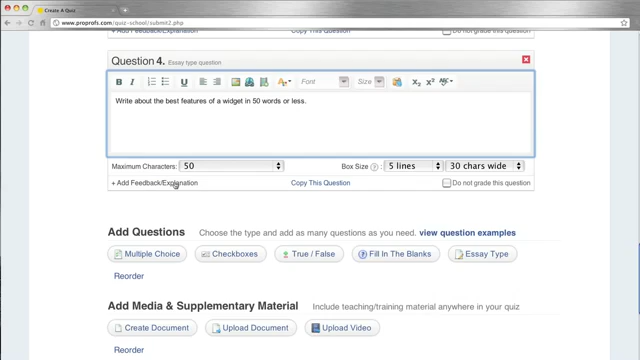 Create A Quiz
www.proprofs.com/quiz-school/submit2.php
+ Add Feedback/Explanation Copy This Question Do not grade this question
Question 4. Essay type question
B I U Font Size X2 X2 ABC
Write about the best features of a widget in 50 words or less.
Maximum Characters: 50 Box Size ? : 5 lines 30 chars wide
+ Add Feedback/Explanation Copy This Question Do not grade this question
Add Questions Choose the type and add as many questions as you need. view question examples
Multiple Choice Checkboxes True / False Fill In The Blanks Essay Type
Reorder
Add Media & Supplementary Material Include teaching/training material anywhere in your quiz
Create Document Upload Document Upload Video
Reorder